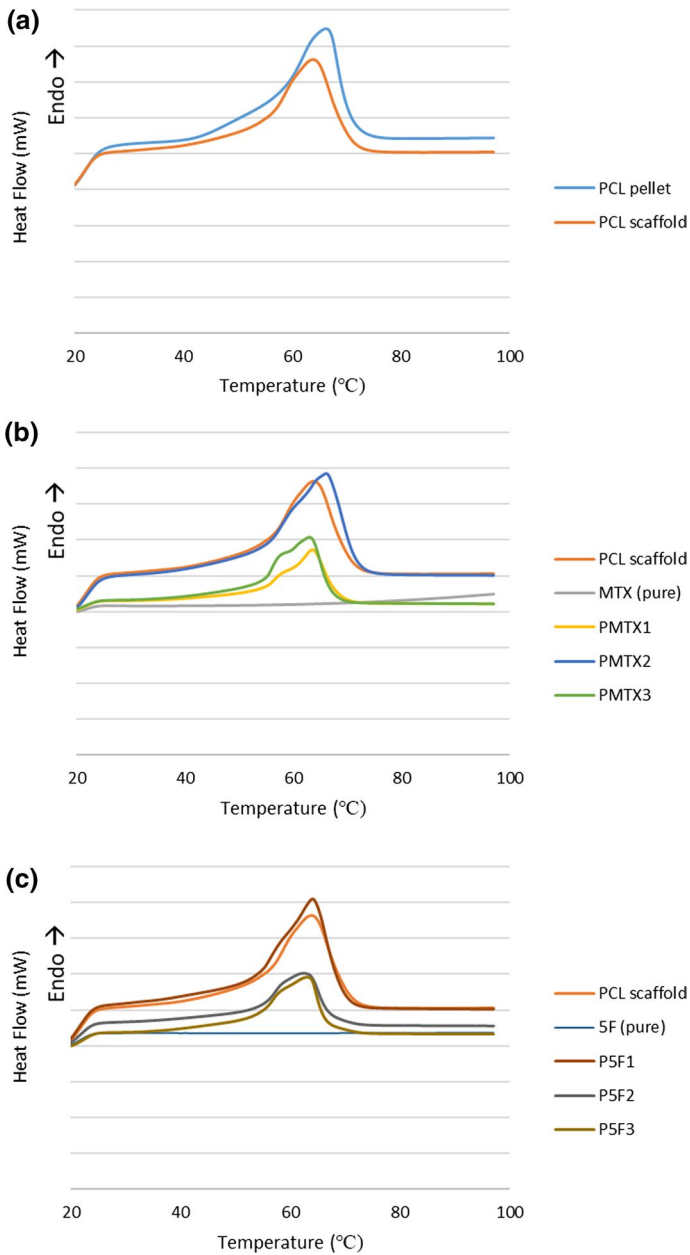 (a)
Endo →
Heat Flow (mW)
PCL pellet
PCL scaffold
20 40 60 80 100
Temperature (°C)
(b)
Endo →
Heat Flow (mW)
PCL scaffold
MTX (pure)
PMTX1
PMTX2
PMTX3
20 40 60 80 100
Temperature (°C)
(c)
Endo →
Heat Flow (mW)
PCL scaffold
5F (pure)
P5F1
P5F2
P5F3
20 40 60 80 100
Temperature (°C)